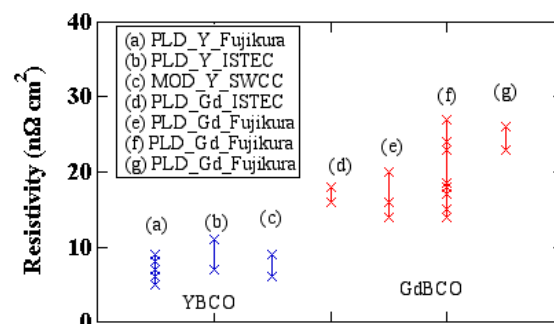 40
30
20
10
0
Resistivity (nΩ cm²)
(a) PLD_Y_Fujikura
(b) PLD_Y_ISTEC
(c) MOD_Y_SWCC
(d) PLD_Gd_ISTEC
(e) PLD_Gd_Fujikura
(f) PLD_Gd_Fujikura
(g) PLD_Gd_Fujikura
(a)
(b)
(c)
(d)
(e)
(f)
(g)
YBCO
GdBCO